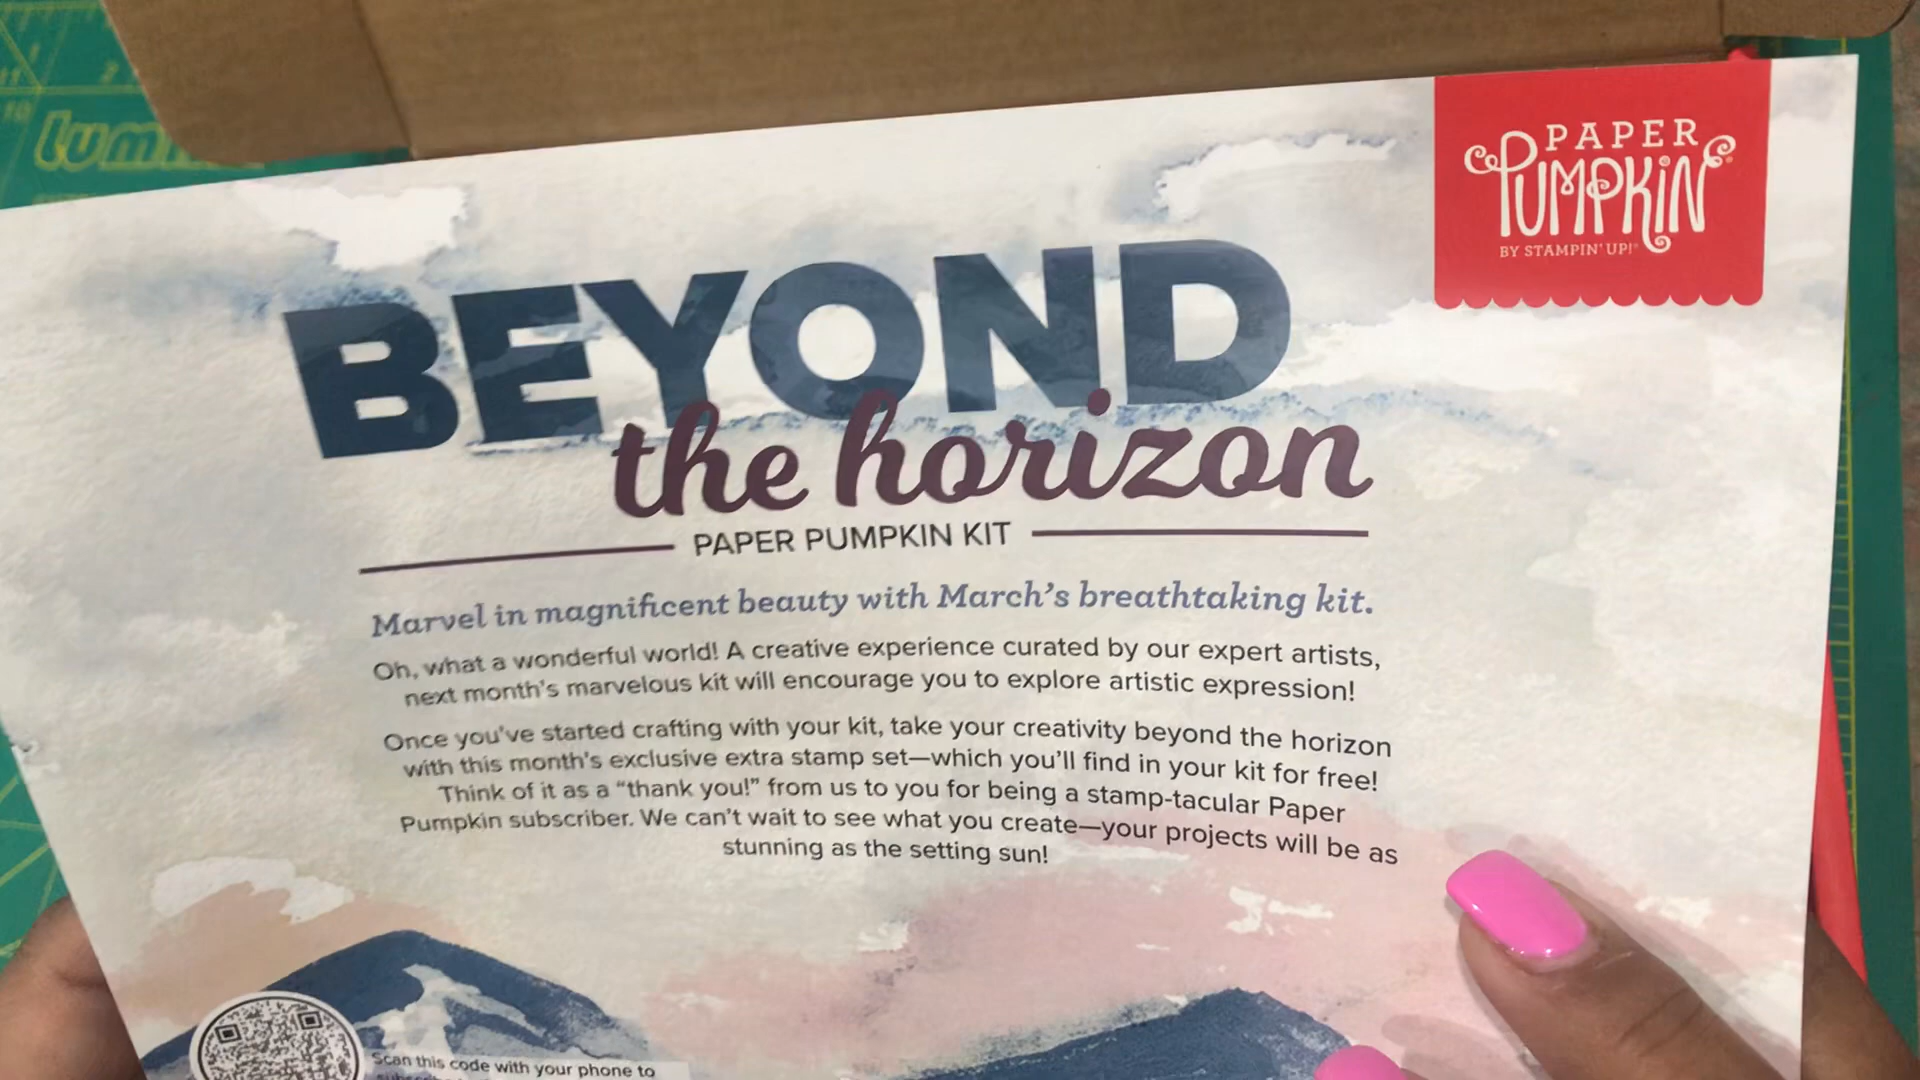 PAPER
PUMPKIN
BY STAMPIN' UP!®
BEYOND
the horizon
PAPER PUMPKIN KIT
Marvel in magnificent beauty with March's breathtaking kit.
Oh, what a wonderful world! A creative experience curated by our expert artists,
next month's marvelous kit will encourage you to explore artistic expression!
Once you've started crafting with your kit, take your creativity beyond the horizon
with this month's exclusive extra stamp set—which you'll find in your kit for free!
Think of it as a “thank you!” from us to you for being a stamp-tacular Paper
Pumpkin subscriber. We can't wait to see what you create—your projects will be as
stunning as the setting sun!
Scan this code with your phone to